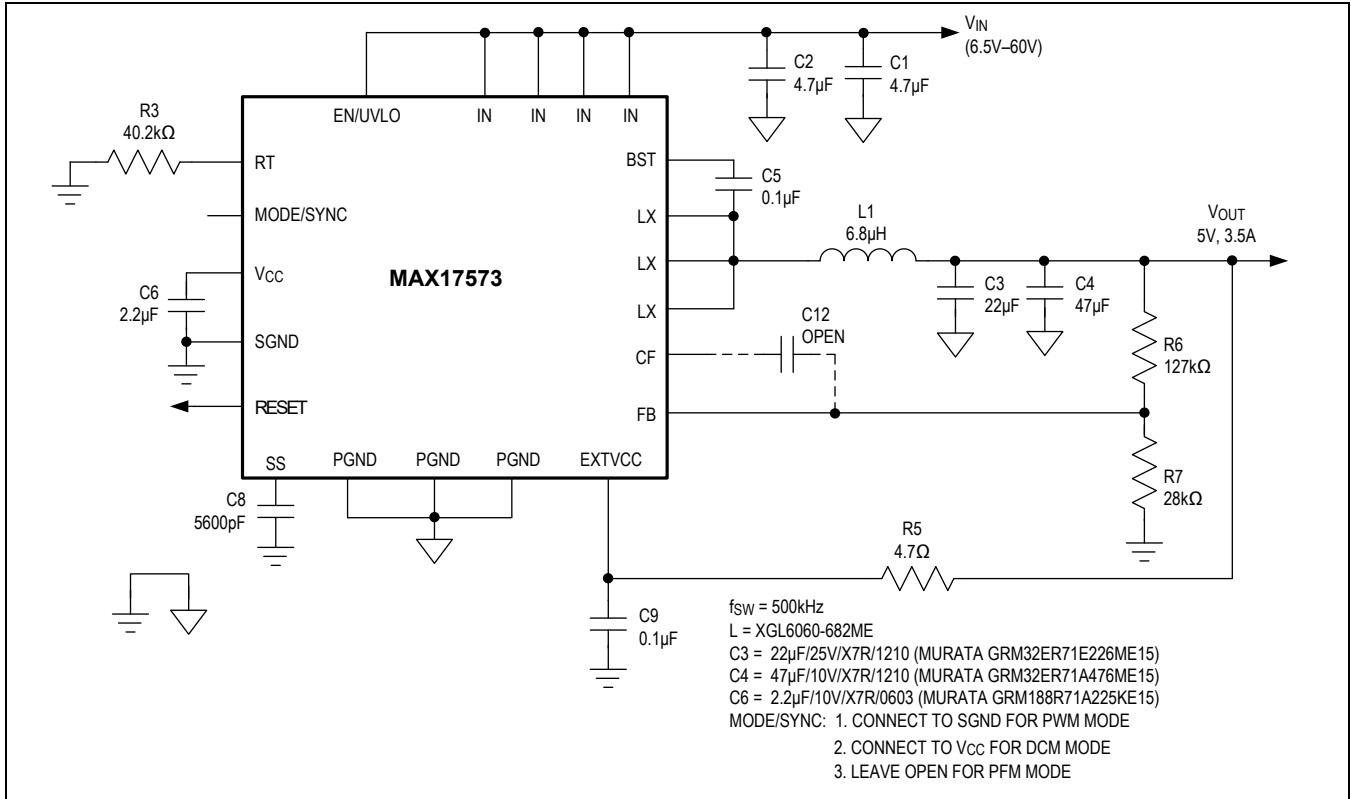 VIN
(6.5V–60V)
C2
4.7µF
C1
4.7µF
R3
40.2kΩ
EN/UVLO
IN
IN
IN
IN
RT
BST
C5
0.1µF
MODE/SYNC
LX
L1
6.8µH
VOUT
5V, 3.5A
LX
VCC
MAX17573
C6
2.2µF
C3
22µF
C4
47µF
LX
C12
OPEN
SGND
CF
R6
127kΩ
RESET
FB
SS
PGND
PGND
PGND
EXTVCC
R7
28kΩ
C8
5600pF
R5
4.7Ω
C9
0.1µF
fSW = 500kHz
L = XGL6060-682ME
C3 = 22µF/25V/X7R/1210 (MURATA GRM32ER71E226ME15)
C4 = 47µF/10V/X7R/1210 (MURATA GRM32ER71A476ME15)
C6 = 2.2µF/10V/X7R/0603 (MURATA GRM188R71A225KE15)
MODE/SYNC: 1. CONNECT TO SGND FOR PWM MODE
2. CONNECT TO VCC FOR DCM MODE
3. LEAVE OPEN FOR PFM MODE